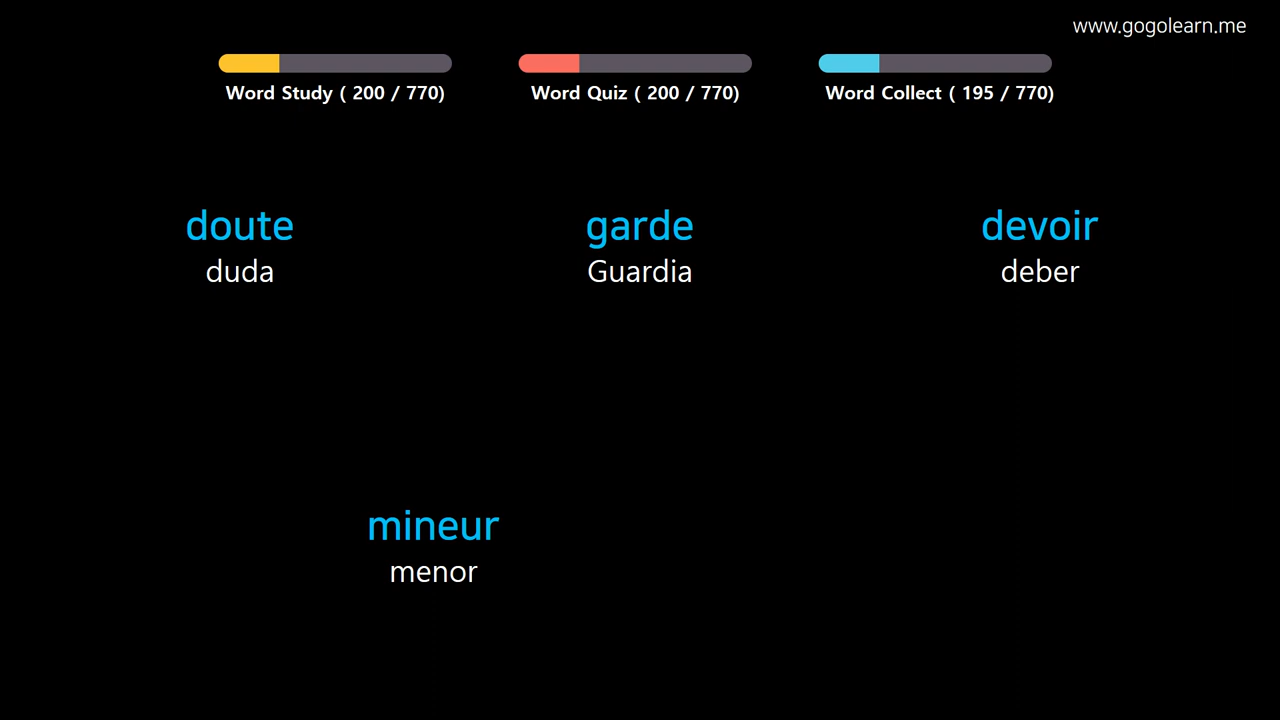 www.gogolearn.me
Word Study ( 200 / 770)
Word Quiz ( 200 / 770)
Word Collect ( 195 / 770)
doute
duda
garde
Guardia
devoir
deber
mineur
menor